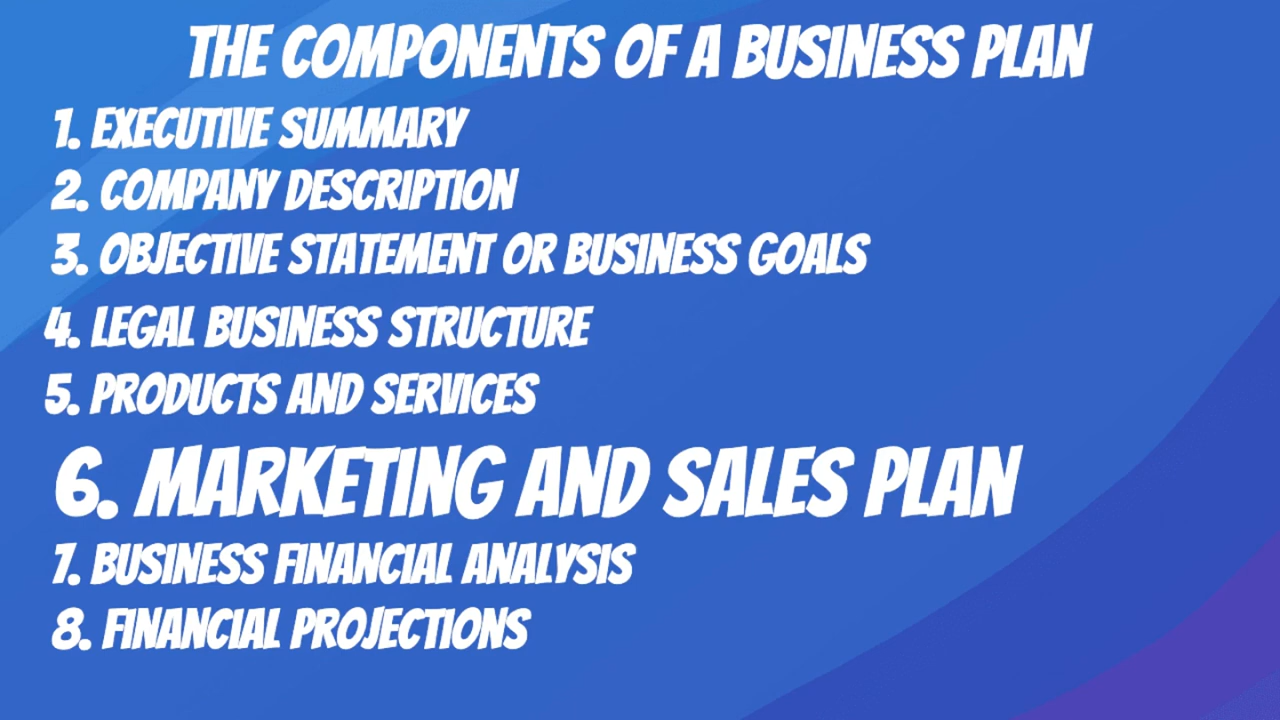 THE COMPONENTS OF A BUSINESS PLAN
1. EXECUTIVE SUMMARY
2. COMPANY DESCRIPTION
3. OBJECTIVE STATEMENT OR BUSINESS GOALS
4. LEGAL BUSINESS STRUCTURE
5. PRODUCTS AND SERVICES
6. MARKETING AND SALES PLAN
7. BUSINESS FINANCIAL ANALYSIS
8. FINANCIAL PROJECTIONS